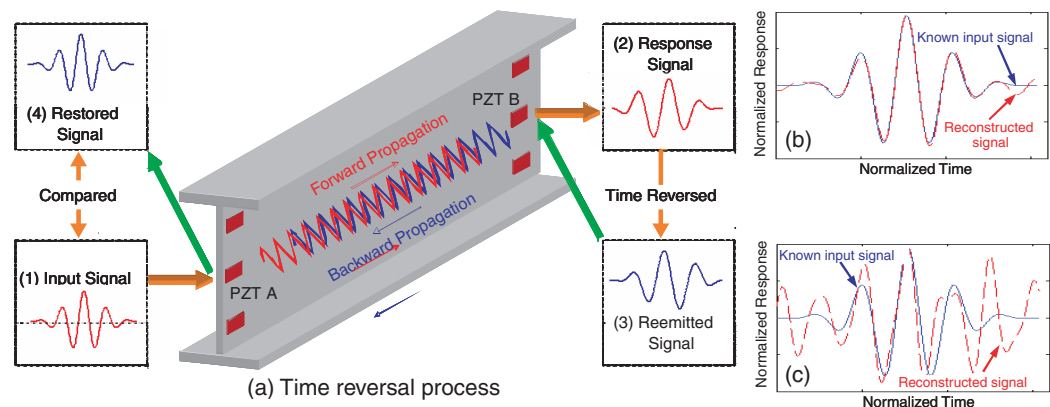 (4) Restored
Signal
Compared
(1) Input Signal
PZT A
PZT B
Forward Propagation
Backward Propagation
(2) Response
Signal
Time Reversed
(3) Reemitted
Signal
(a) Time reversal process
Normalized Response
Known input signal
Reconstructed
signal
(b)
Normalized Time
Normalized Response
Known input signal
Reconstructed signal
(c)
Normalized Time